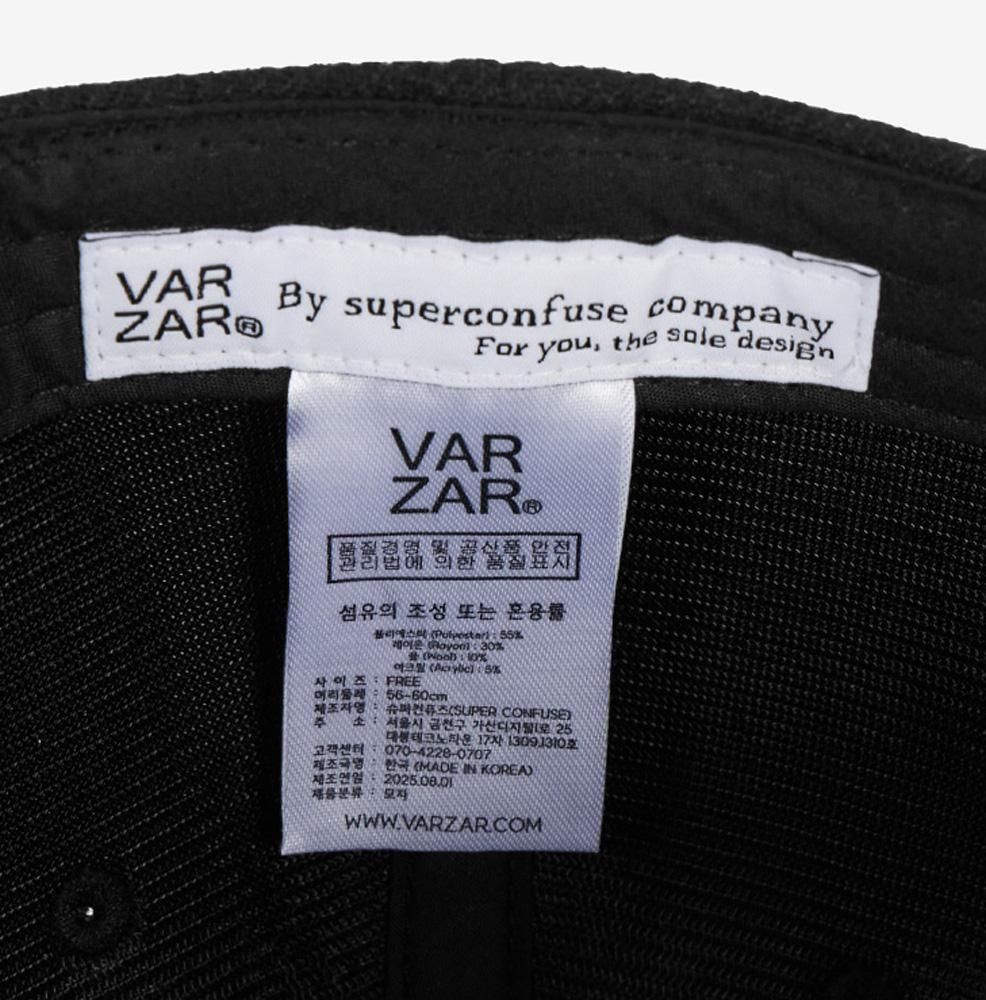 VAR
ZAR®
By superconfuse company
For you, the sole design
VAR
ZAR®
품질경영 및 공산품 안전
관리법에 의한 품질표시
섬유의 조성 또는 혼용률
폴리에스터 (Polyester) : 55%
레이온 (Rayon) : 30%
울 (Wool) : 10%
아크릴 (Acrylic) : 5%
사 이 즈 : FREE
머리둘레 : 56-60cm
제조자명 : 슈퍼컨퓨즈(SUPER CONFUSE)
주 소 : 서울시 금천구 가산디지털1로 25
대륭테크노타운 17차 1309,1310호
고객센터 : 070-4228-0707
제조국명 : 한국 (MADE IN KOREA)
제조연월 : 2025.08.01
제품분류 : 모자
WWW.VARZAR.COM